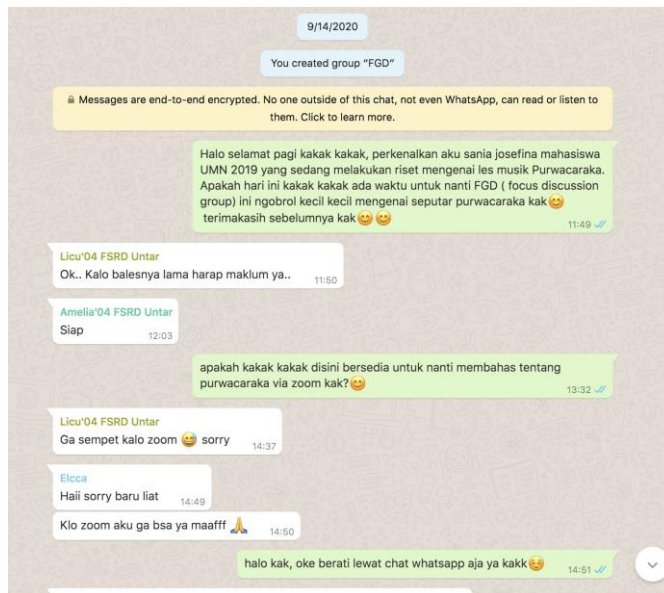 9/14/2020
You created group “FGD”
Messages are end-to-end encrypted. No one outside of this chat, not even WhatsApp, can read or listen to
them. Click to learn more.
Halo selamat pagi kakak kakak, perkenalkan aku sania josefina mahasiswa
UMN 2019 yang sedang melakukan riset mengenai les musik Purwacaraka.
Apakah hari ini kakak kakak ada waktu untuk nanti FGD ( focus discussion
group) ini ngobrol kecil kecil mengenai seputar purwacaraka kak😊
terimakasih sebelumnya kak😊 😊
11:49
Licu'04 FSRD Untar
Ok.. Kalo balesnya lama harap maklum ya..
11:50
Amelia'04 FSRD Untar
Siap
12:03
apakah kakak kakak disini bersedia untuk nanti membahas tentang
purwacaraka via zoom kak?😊
13:32
Licu'04 FSRD Untar
Ga sempet kalo zoom 😅 sorry
14:37
Elcca
Haii sorry baru liat
14:49
Klo zoom aku ga bsa ya maafff 🙏
14:50
halo kak, oke berati lewat chat whatsapp aja ya kakk☺️
14:51